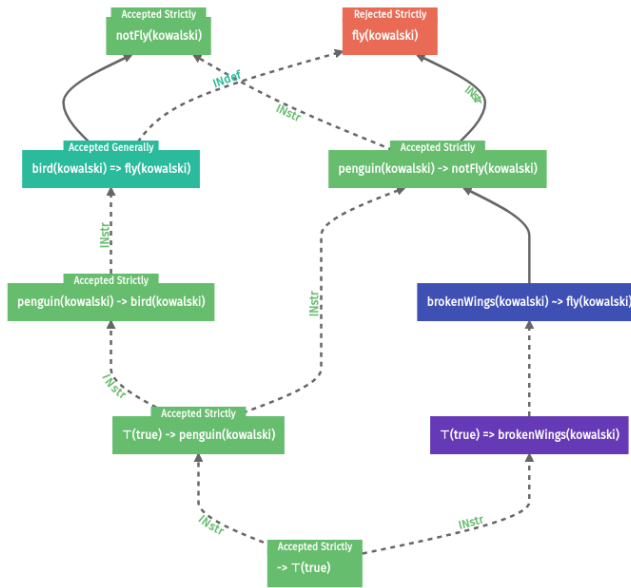 Accepted Strictly
notFly(kowalski)
Rejected Strictly
fly(kowalski)
INdef
INstr
INstr
Accepted Generally
bird(kowalski) => fly(kowalski)
Accepted Strictly
penguin(kowalski) -> notFly(kowalski)
INstr
Accepted Strictly
penguin(kowalski) -> bird(kowalski)
INstr
brokenWings(kowalski) ~> fly(kowalski)
INstr
Accepted Strictly
⊤(true) -> penguin(kowalski)
⊤(true) => brokenWings(kowalski)
INstr
INstr
Accepted Strictly
-> ⊤(true)